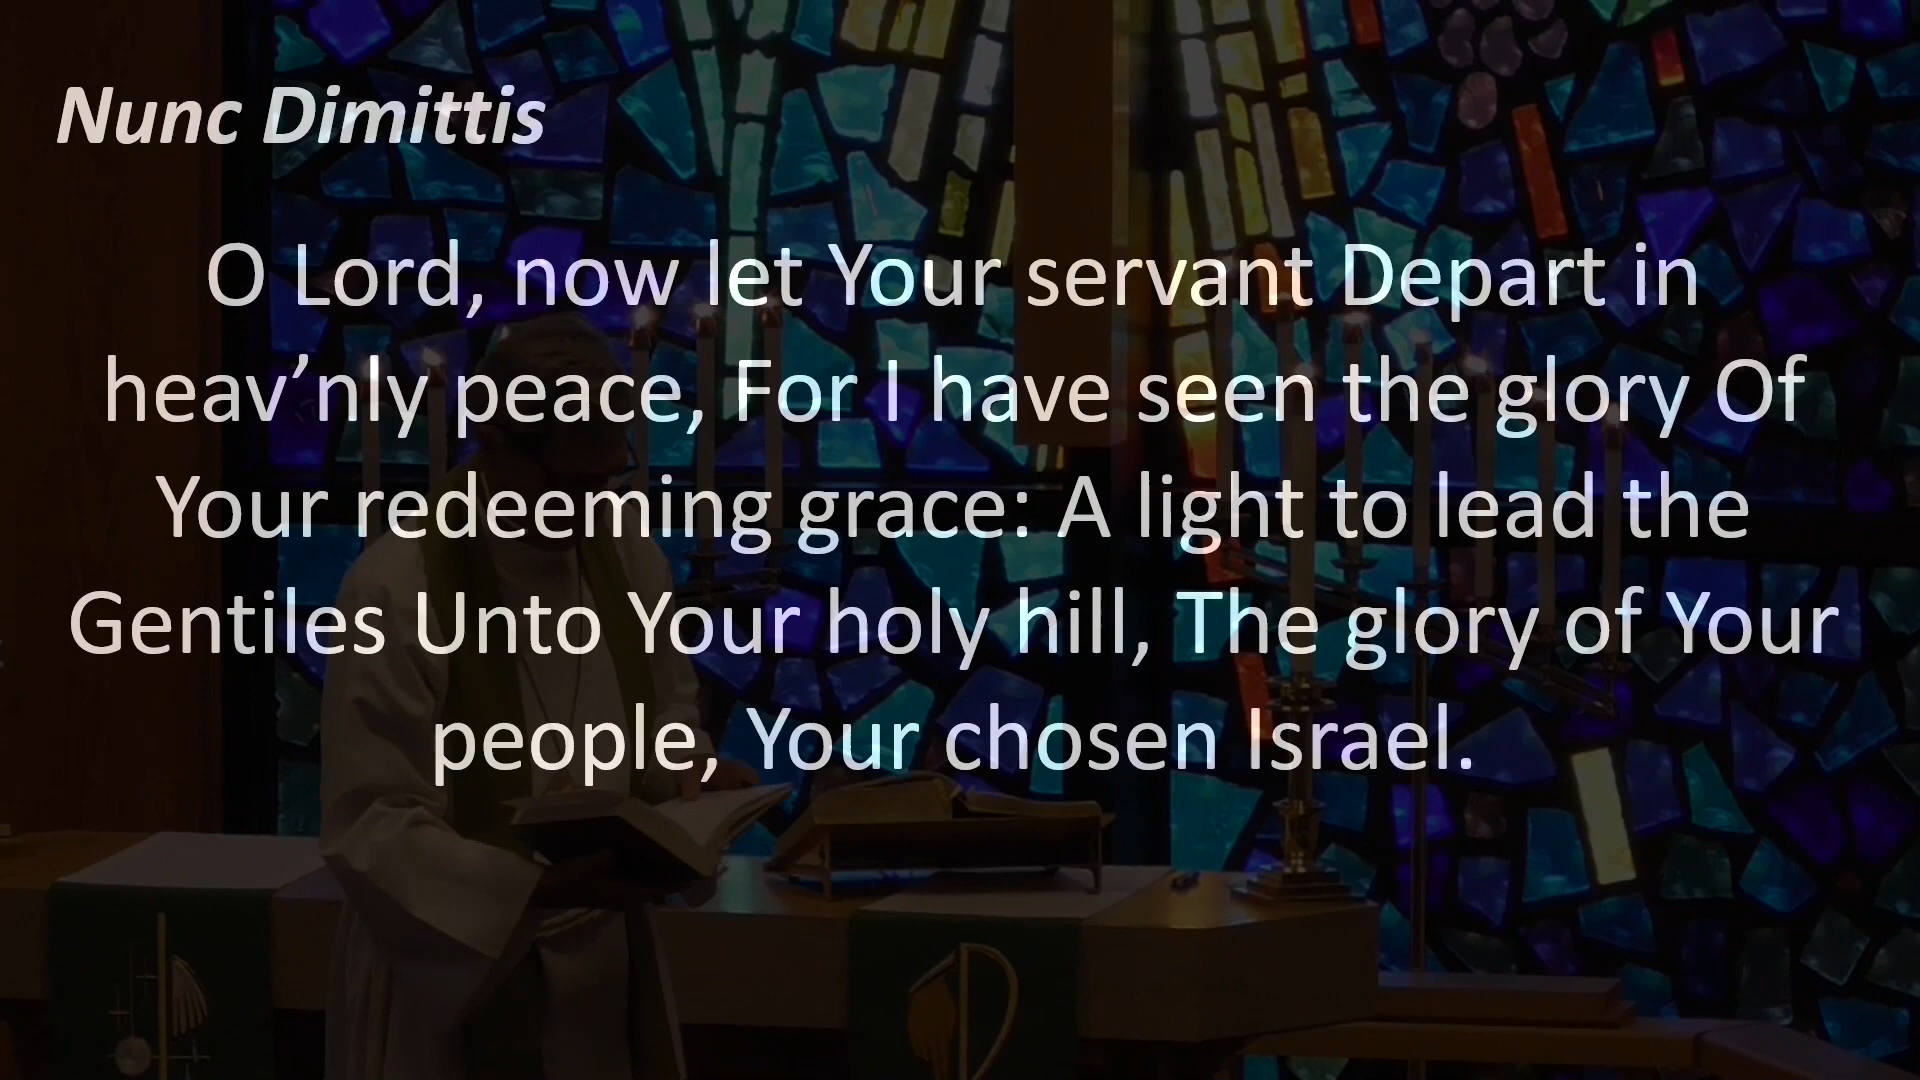 Nunc Dimittis
O Lord, now let Your servant Depart in
heav’nly peace, For I have seen the glory Of
Your redeeming grace: A light to lead the
Gentiles Unto Your holy hill, The glory of Your
people, Your chosen Israel.